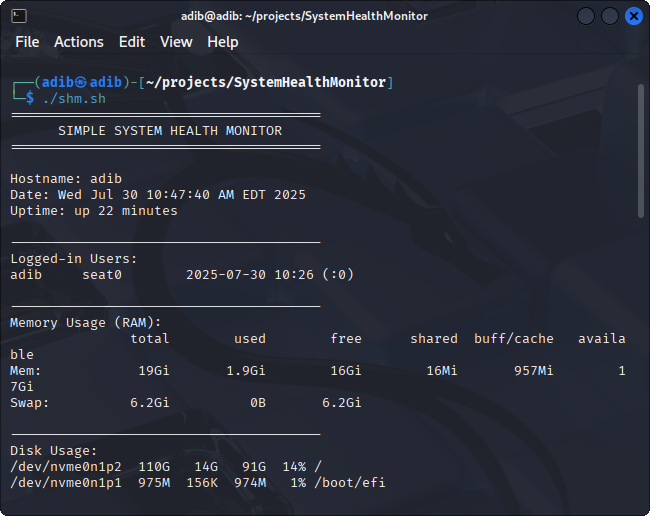 adib@adib: ~/projects/SystemHealthMonitor
File Actions Edit View Help
┌──(adib㉿adib)-[~/projects/SystemHealthMonitor]
└─$ ./shm.sh
=======================================
      SIMPLE SYSTEM HEALTH MONITOR
=======================================
Hostname: adib
Date: Wed Jul 30 10:47:40 AM EDT 2025
Uptime: up 22 minutes
---------------------------------------
Logged-in Users:
adib     seat0        2025-07-30 10:26 (:0)
---------------------------------------
Memory Usage (RAM):
               total        used        free      shared  buff/cache   availa
ble
Mem:            19Gi       1.9Gi        16Gi        16Mi       957Mi        1
7Gi
Swap:          6.2Gi          0B       6.2Gi
---------------------------------------
Disk Usage:
/dev/nvme0n1p2  110G   14G   91G  14% /
/dev/nvme0n1p1  975M  156K  974M   1% /boot/efi